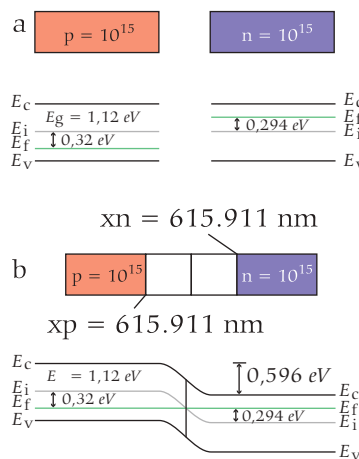 a
p = 10¹⁵
n = 10¹⁵
Ec
Eg = 1,12 eV
Ei
0,32 eV
Ef
Ev
Ec
Ef
0,294 eV
Ei
Ev
xn = 615.911 nm
b
p = 10¹⁵
n = 10¹⁵
xp = 615.911 nm
Ec
E = 1,12 eV
Ei
0,32 eV
Ef
Ev
0,596 eV
Ec
Ef
0,294 eV
Ei
Ev